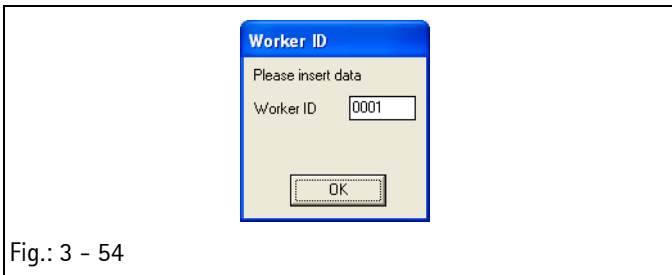 Worker ID
Please insert data
Worker ID 0001
OK
Fig.: 3 - 54